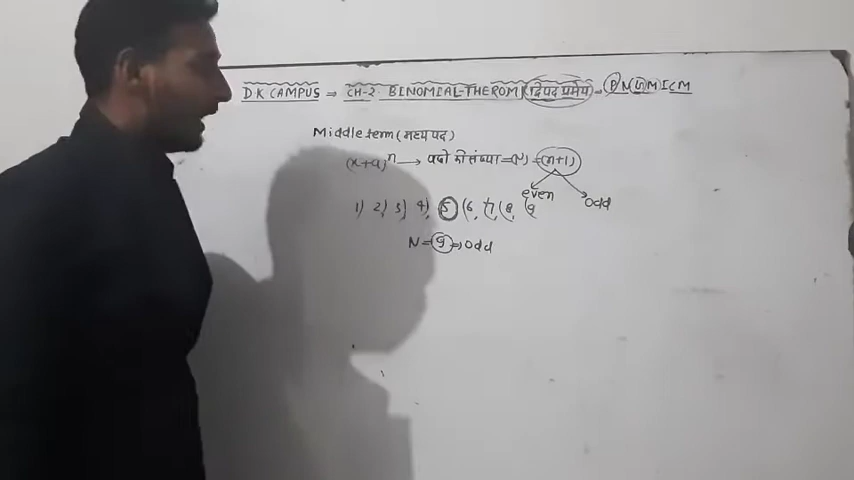 D.K CAMPUS ⇒ CH-2. BINOMIAL-THEROM (द्विपद प्रमेय) = P N G M I C M
Middle term (मध्य पद)
(x+a)^n → पदों की संख्या =(N) =(n+1)
even odd
1) 2) 3) 4) 5 (6, (7, (8, (9
N = 9 ⇒ odd